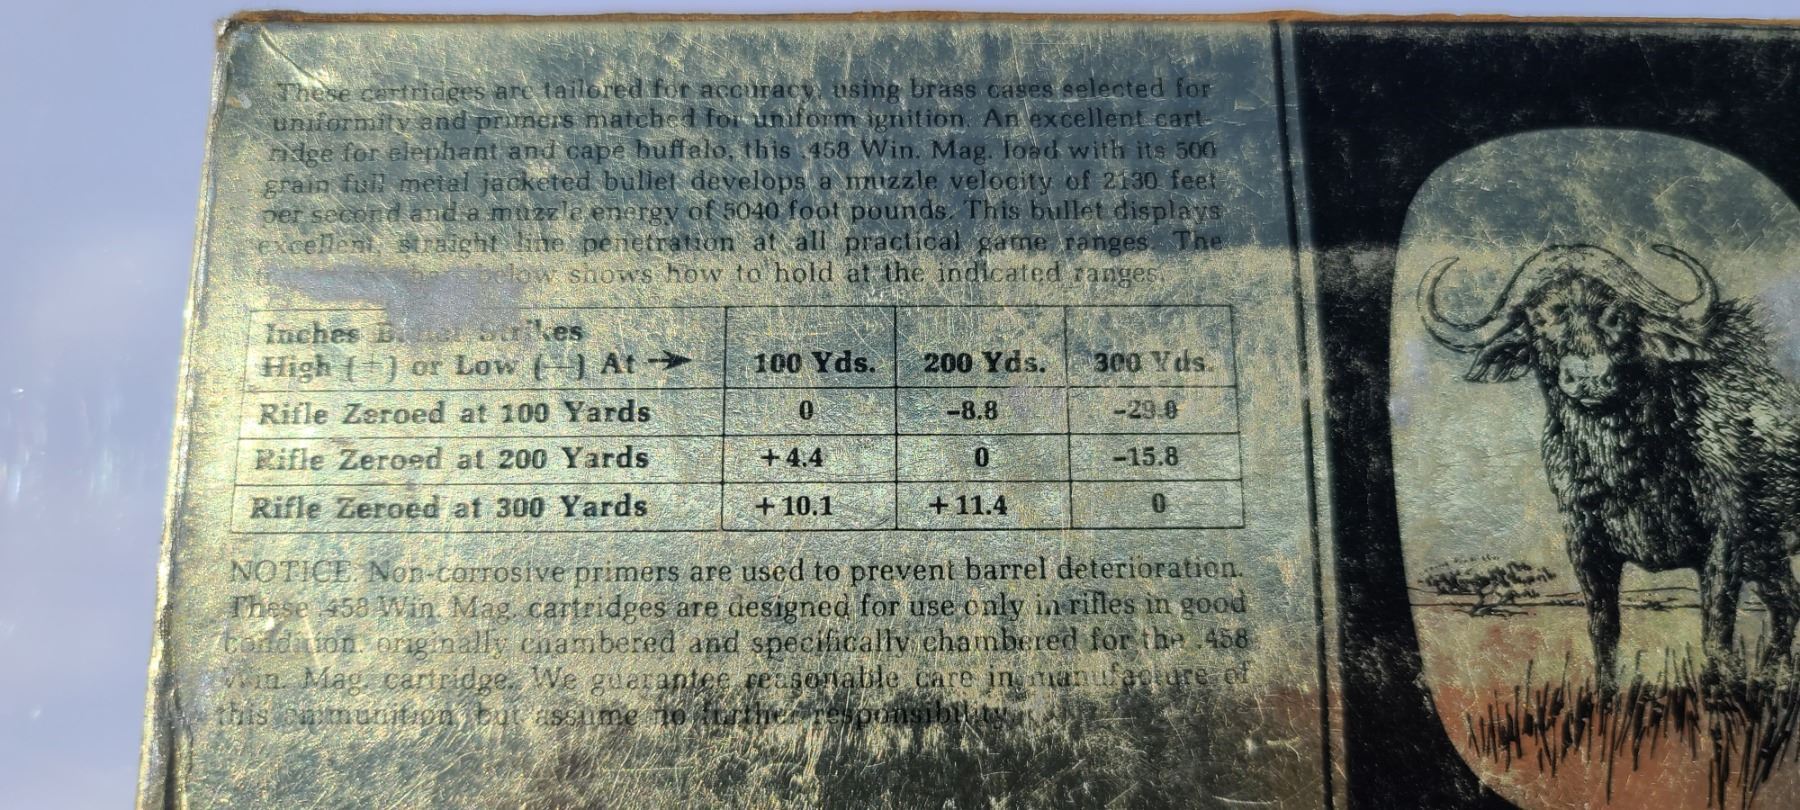 These cartridges are tailored for accuracy, using brass cases selected for
uniformity and primers matched for uniform ignition. An excellent cart-
ridge for elephant and cape buffalo, this .458 Win. Mag. load with its 500
grain full metal jacketed bullet develops a muzzle velocity of 2130 feet
per second and a muzzle energy of 5040 foot pounds. This bullet displays
excellent, straight line penetration at all practical game ranges. The
below shows how to hold at the indicated ranges.
Inches Strikes
High (+) or Low (—) At → 100 Yds. 200 Yds. 300 Yds.
Rifle Zeroed at 100 Yards 0 -8.8
Rifle Zeroed at 200 Yards +4.4 0 -15.8
Rifle Zeroed at 300 Yards +10.1 +11.4 0
NOTICE: Non-corrosive primers are used to prevent barrel deterioration.
These .458 Win. Mag. cartridges are designed for use only in rifles in good
condition, originally chambered and specifically chambered for the .458
Win. Mag. cartridge. We guarantee reasonable care in manufacture of
this ammunition, but assume no further responsibility.